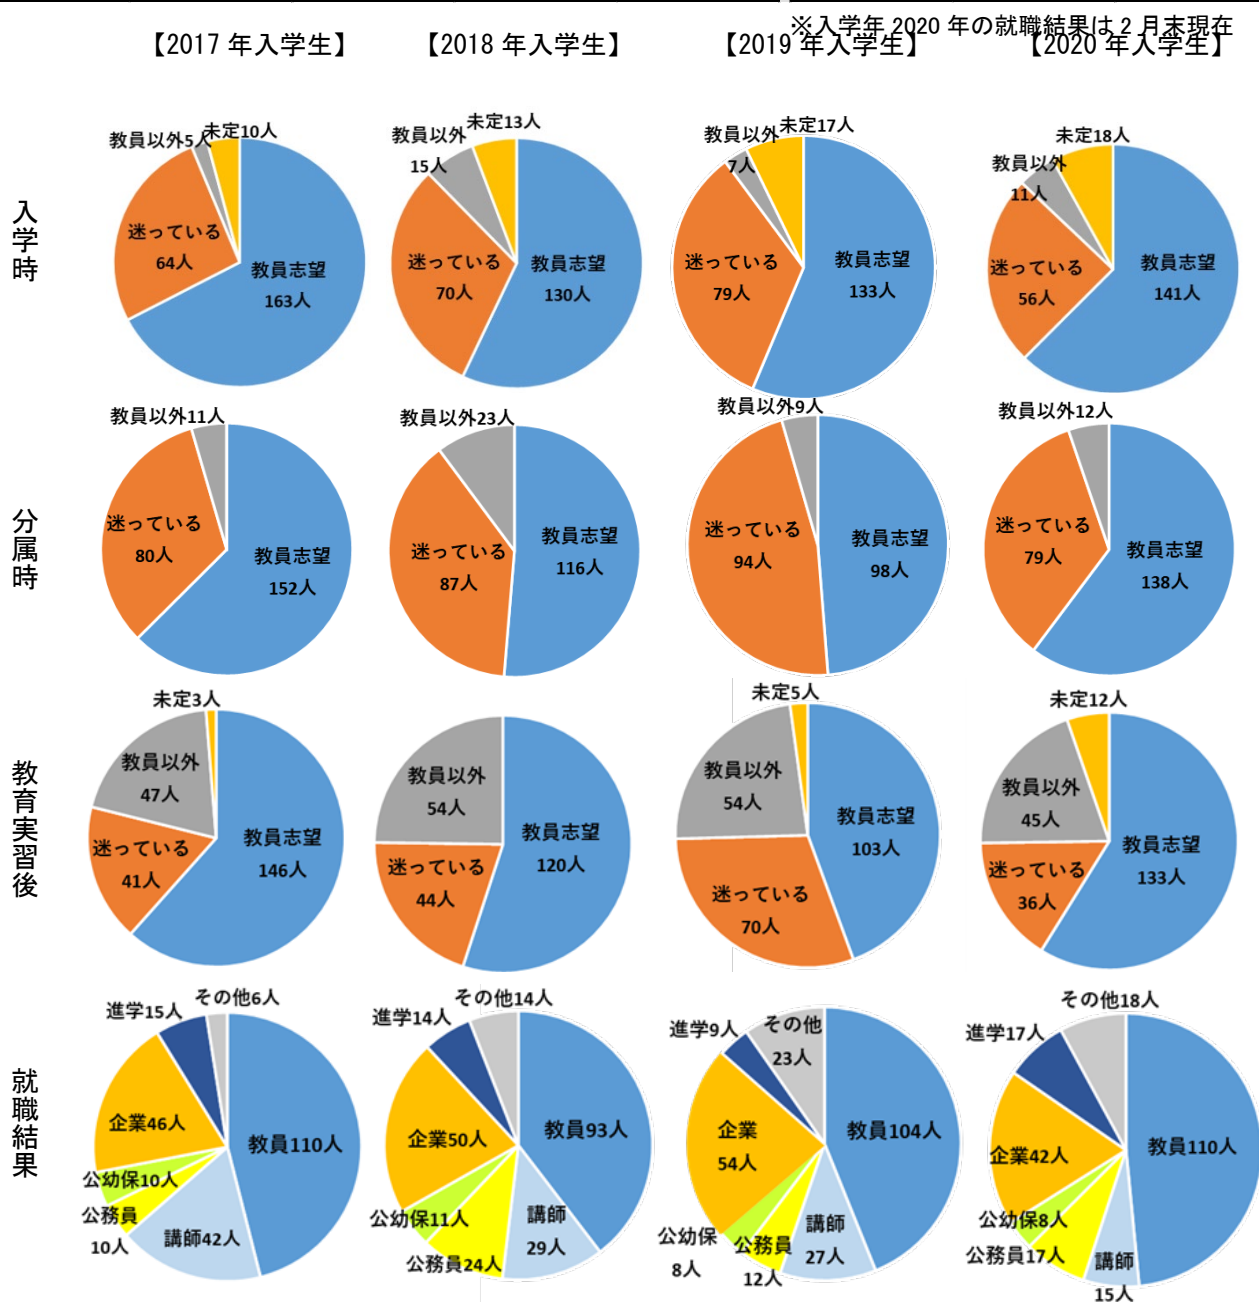 ※入学年 2020 年の就職結果は 2 月末現在
【2017 年入学生】
【2018 年入学生】
【2019 年入学生】
【2020 年入学生】
入学時
教員以外5人
未定10人
迷っている
64人
教員志望
163人
教員以外
15人
未定13人
迷っている
70人
教員志望
130人
教員以外
7人
未定17人
迷っている
79人
教員志望
133人
教員以外
11人
未定18人
迷っている
56人
教員志望
141人
分属時
教員以外11人
迷っている
80人
教員志望
152人
教員以外23人
迷っている
87人
教員志望
116人
教員以外9人
迷っている
94人
教員志望
98人
教員以外12人
迷っている
79人
教員志望
138人
教育実習後
未定3人
教員以外
47人
迷っている
41人
教員志望
146人
教員以外
54人
迷っている
44人
教員志望
120人
未定5人
教員以外
54人
迷っている
70人
教員志望
103人
未定12人
教員以外
45人
迷っている
36人
教員志望
133人
就職結果
その他6人
進学15人
企業46人
公幼保10人
公務員
10人
講師42人
教員110人
その他14人
進学14人
企業50人
公幼保11人
公務員24人
講師
29人
教員93人
その他
23人
進学9人
企業
54人
公幼保
8人
公務員
12人
講師
27人
教員104人
その他18人
進学17人
企業42人
公幼保8人
公務員17人
講師
15人
教員110人